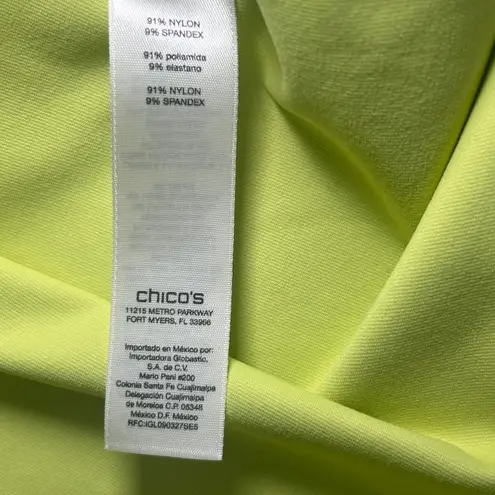 91% NYLON
9% SPANDEX
91% poliamida
9% elastano
91% NYLON
9% SPANDEX
chico's
11215 METRO PARKWAY
FORT MYERS, FL 33966
Importado en México por:
Importadora Globastic,
S.A. de C.V.
Mario Pani #200
Colonia Santa Fe Cuajimalpa
Delegación Cuajimalpa
de Morelos C.P. 05348
México D.F. México
RFC:IGL090327SE5